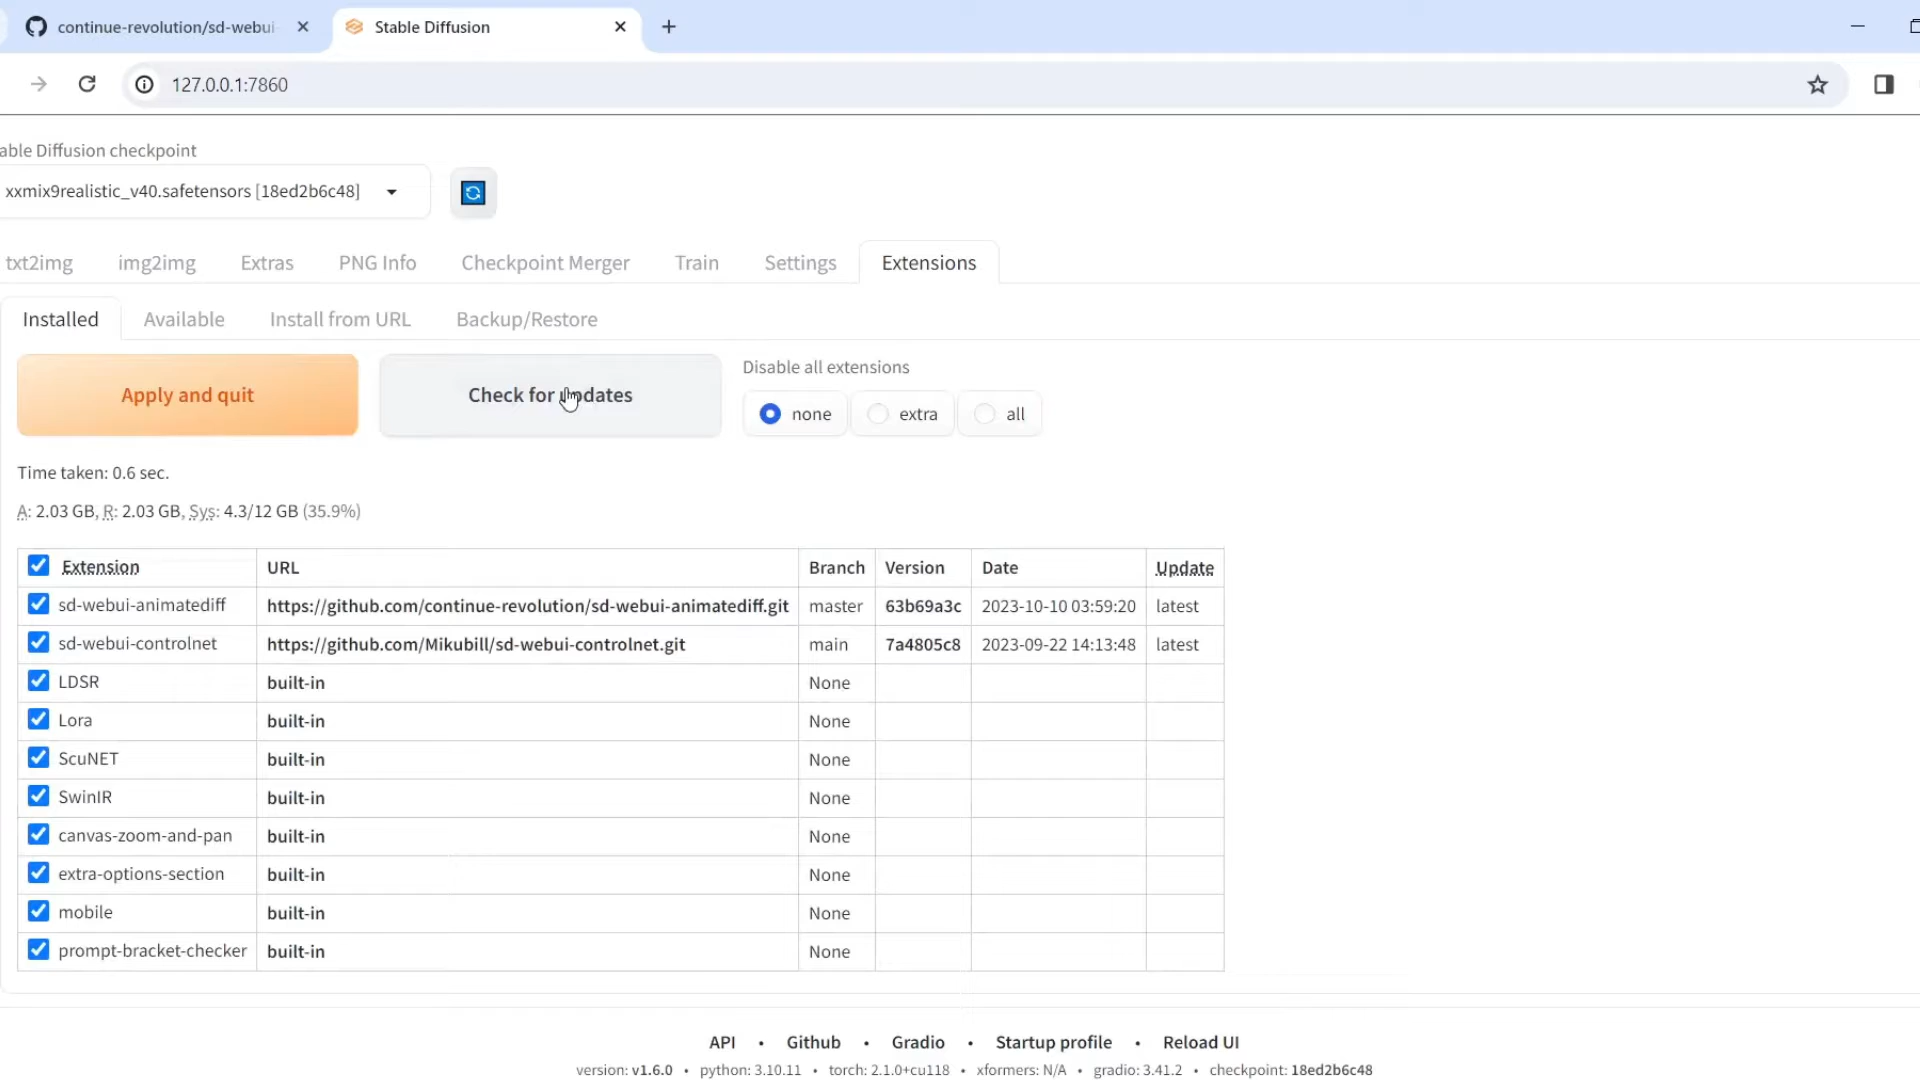 continue-revolution/sd-webui-
Stable Diffusion
127.0.0.1:7860
able Diffusion checkpoint
xxmix9realistic_v40.safetensors [18ed2b6c48]
txt2img img2img Extras PNG Info Checkpoint Merger Train Settings Extensions
Installed Available Install from URL Backup/Restore
Apply and quit
Check for updates
Disable all extensions
none extra all
Time taken: 0.6 sec.
A: 2.03 GB, R: 2.03 GB, Sys: 4.3/12 GB (35.9%)
Extension URL Branch Version Date Update
sd-webui-animatediff https://github.com/continue-revolution/sd-webui-animatediff.git master 63b69a3c 2023-10-10 03:59:20 latest
sd-webui-controlnet https://github.com/Mikubill/sd-webui-controlnet.git main 7a4805c8 2023-09-22 14:13:48 latest
LDSR built-in None
Lora built-in None
ScuNET built-in None
SwinIR built-in None
canvas-zoom-and-pan built-in None
extra-options-section built-in None
mobile built-in None
prompt-bracket-checker built-in None
API • Github • Gradio • Startup profile • Reload UI
version: v1.6.0 • python: 3.10.11 • torch: 2.1.0+cu118 • xformers: N/A • gradio: 3.41.2 • checkpoint: 18ed2b6c48